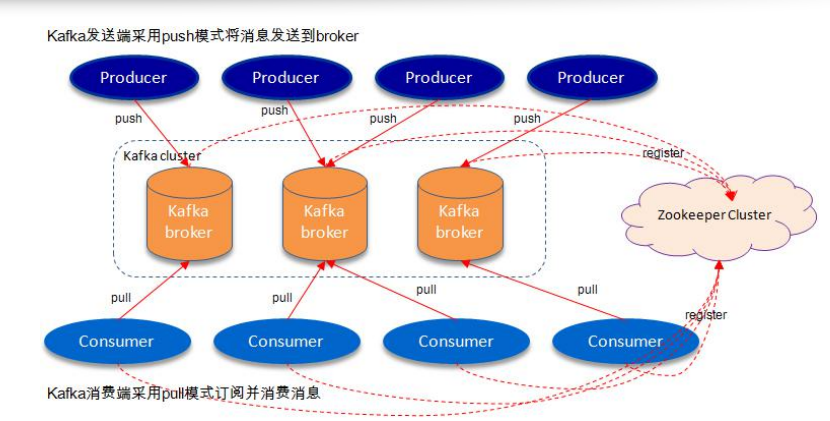 Kafka发送端采用push模式将消息发送到broker
Producer
Producer
Producer
Producer
push
push
push
push
Kafka cluster
register
Kafka
broker
Kafka
broker
Kafka
broker
Zookeeper Cluster
pull
pull
pull
pull
register
Consumer
Consumer
Consumer
Consumer
Kafka消费端采用pull模式订阅并消费消息